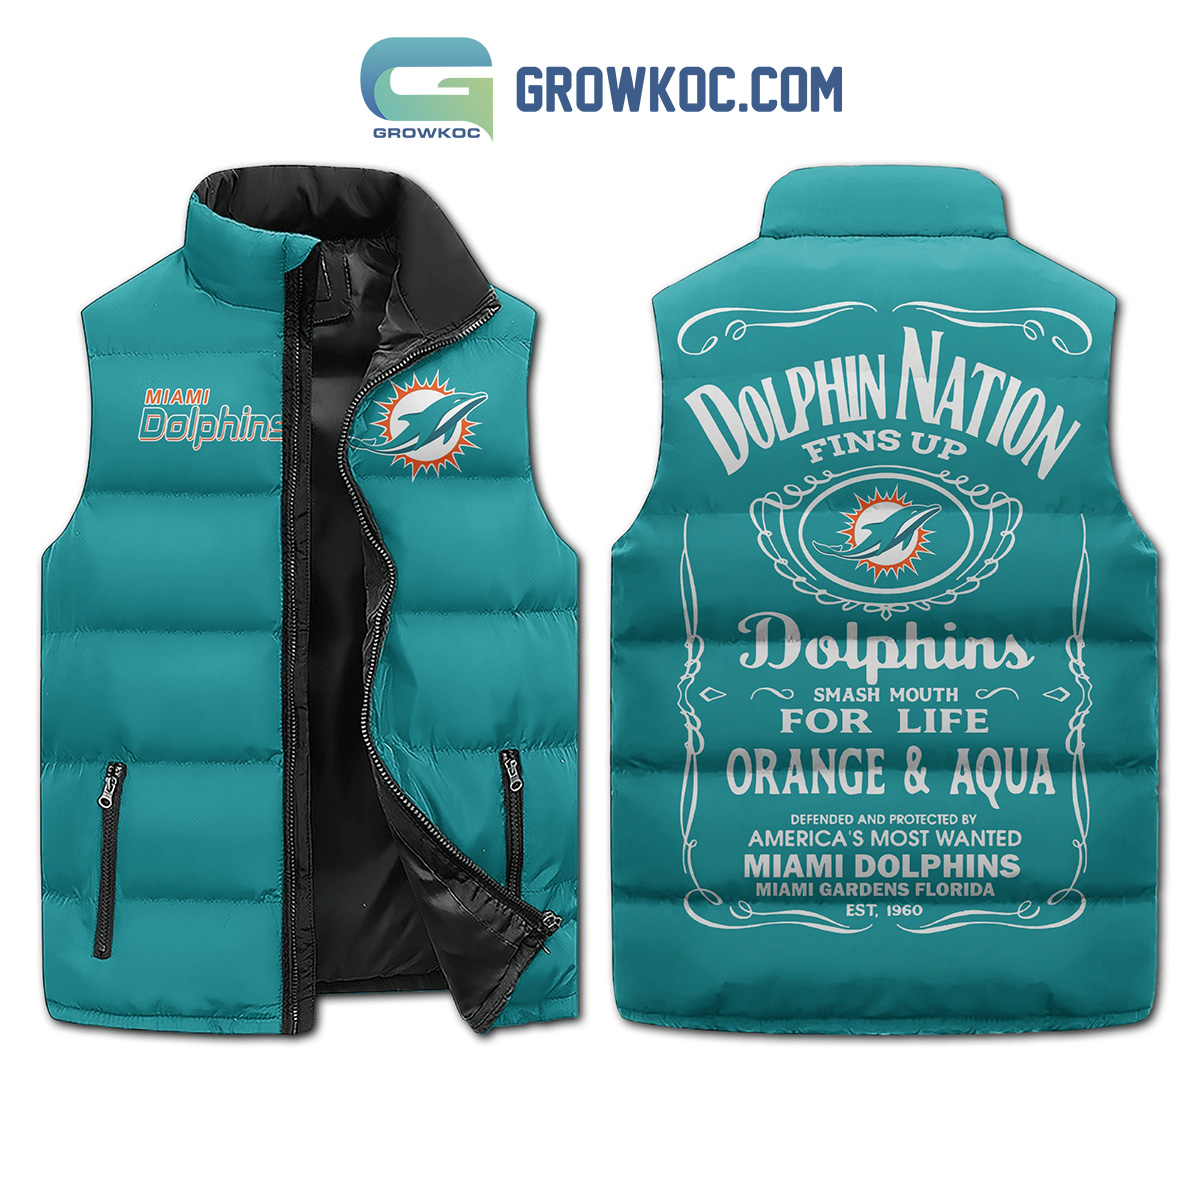 GROWKOC
GROWKOC.COM
MIAMI
Dolphins
DOLPHIN NATION
FINS UP
Dolphins
SMASH MOUTH
FOR LIFE
ORANGE & AQUA
DEFENDED AND PROTECTED BY
AMERICA'S MOST WANTED
MIAMI DOLPHINS
MIAMI GARDENS FLORIDA
EST, 1960